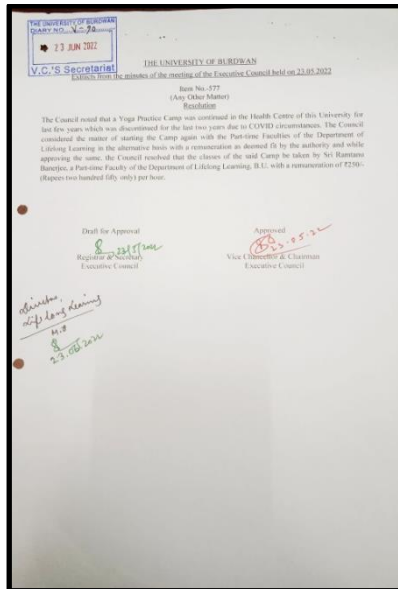 THE UNIVERSITY OF BURDWAN
DIARY NO. V-90
23 JUN 2022
V.C.'S Secretariat
THE UNIVERSITY OF BURDWAN
Extracts from the minutes of the meeting of the Executive Council held on 23.05.2022
Item No.-577
(Any Other Matter)
Resolution
The Council noted that a Yoga Practice Camp was continued in the Health Centre of this University for
last few years which was discontinued for the last two years due to COVID circumstances. The Council
considered the matter of starting the Camp again with the Part-time Faculties of the Department of
Lifelong Learning in the alternative basis with a remuneration as deemed fit by the authority and while
approving the same, the Council resolved that the classes of the said Camp be taken by Sri Ramtanu
Banerjee, a Part-time Faculty of the Department of Lifelong Learning, B.U. with a remuneration of ₹250/-
(Rupees two hundred fifty only) per hour.
Draft for Approval
Approved
23/5/2022
23.05.22
Registrar & Secretary
Vice Chancellor & Chairman
Executive Council
Executive Council
Director,
Life long Learning
23.06.2022